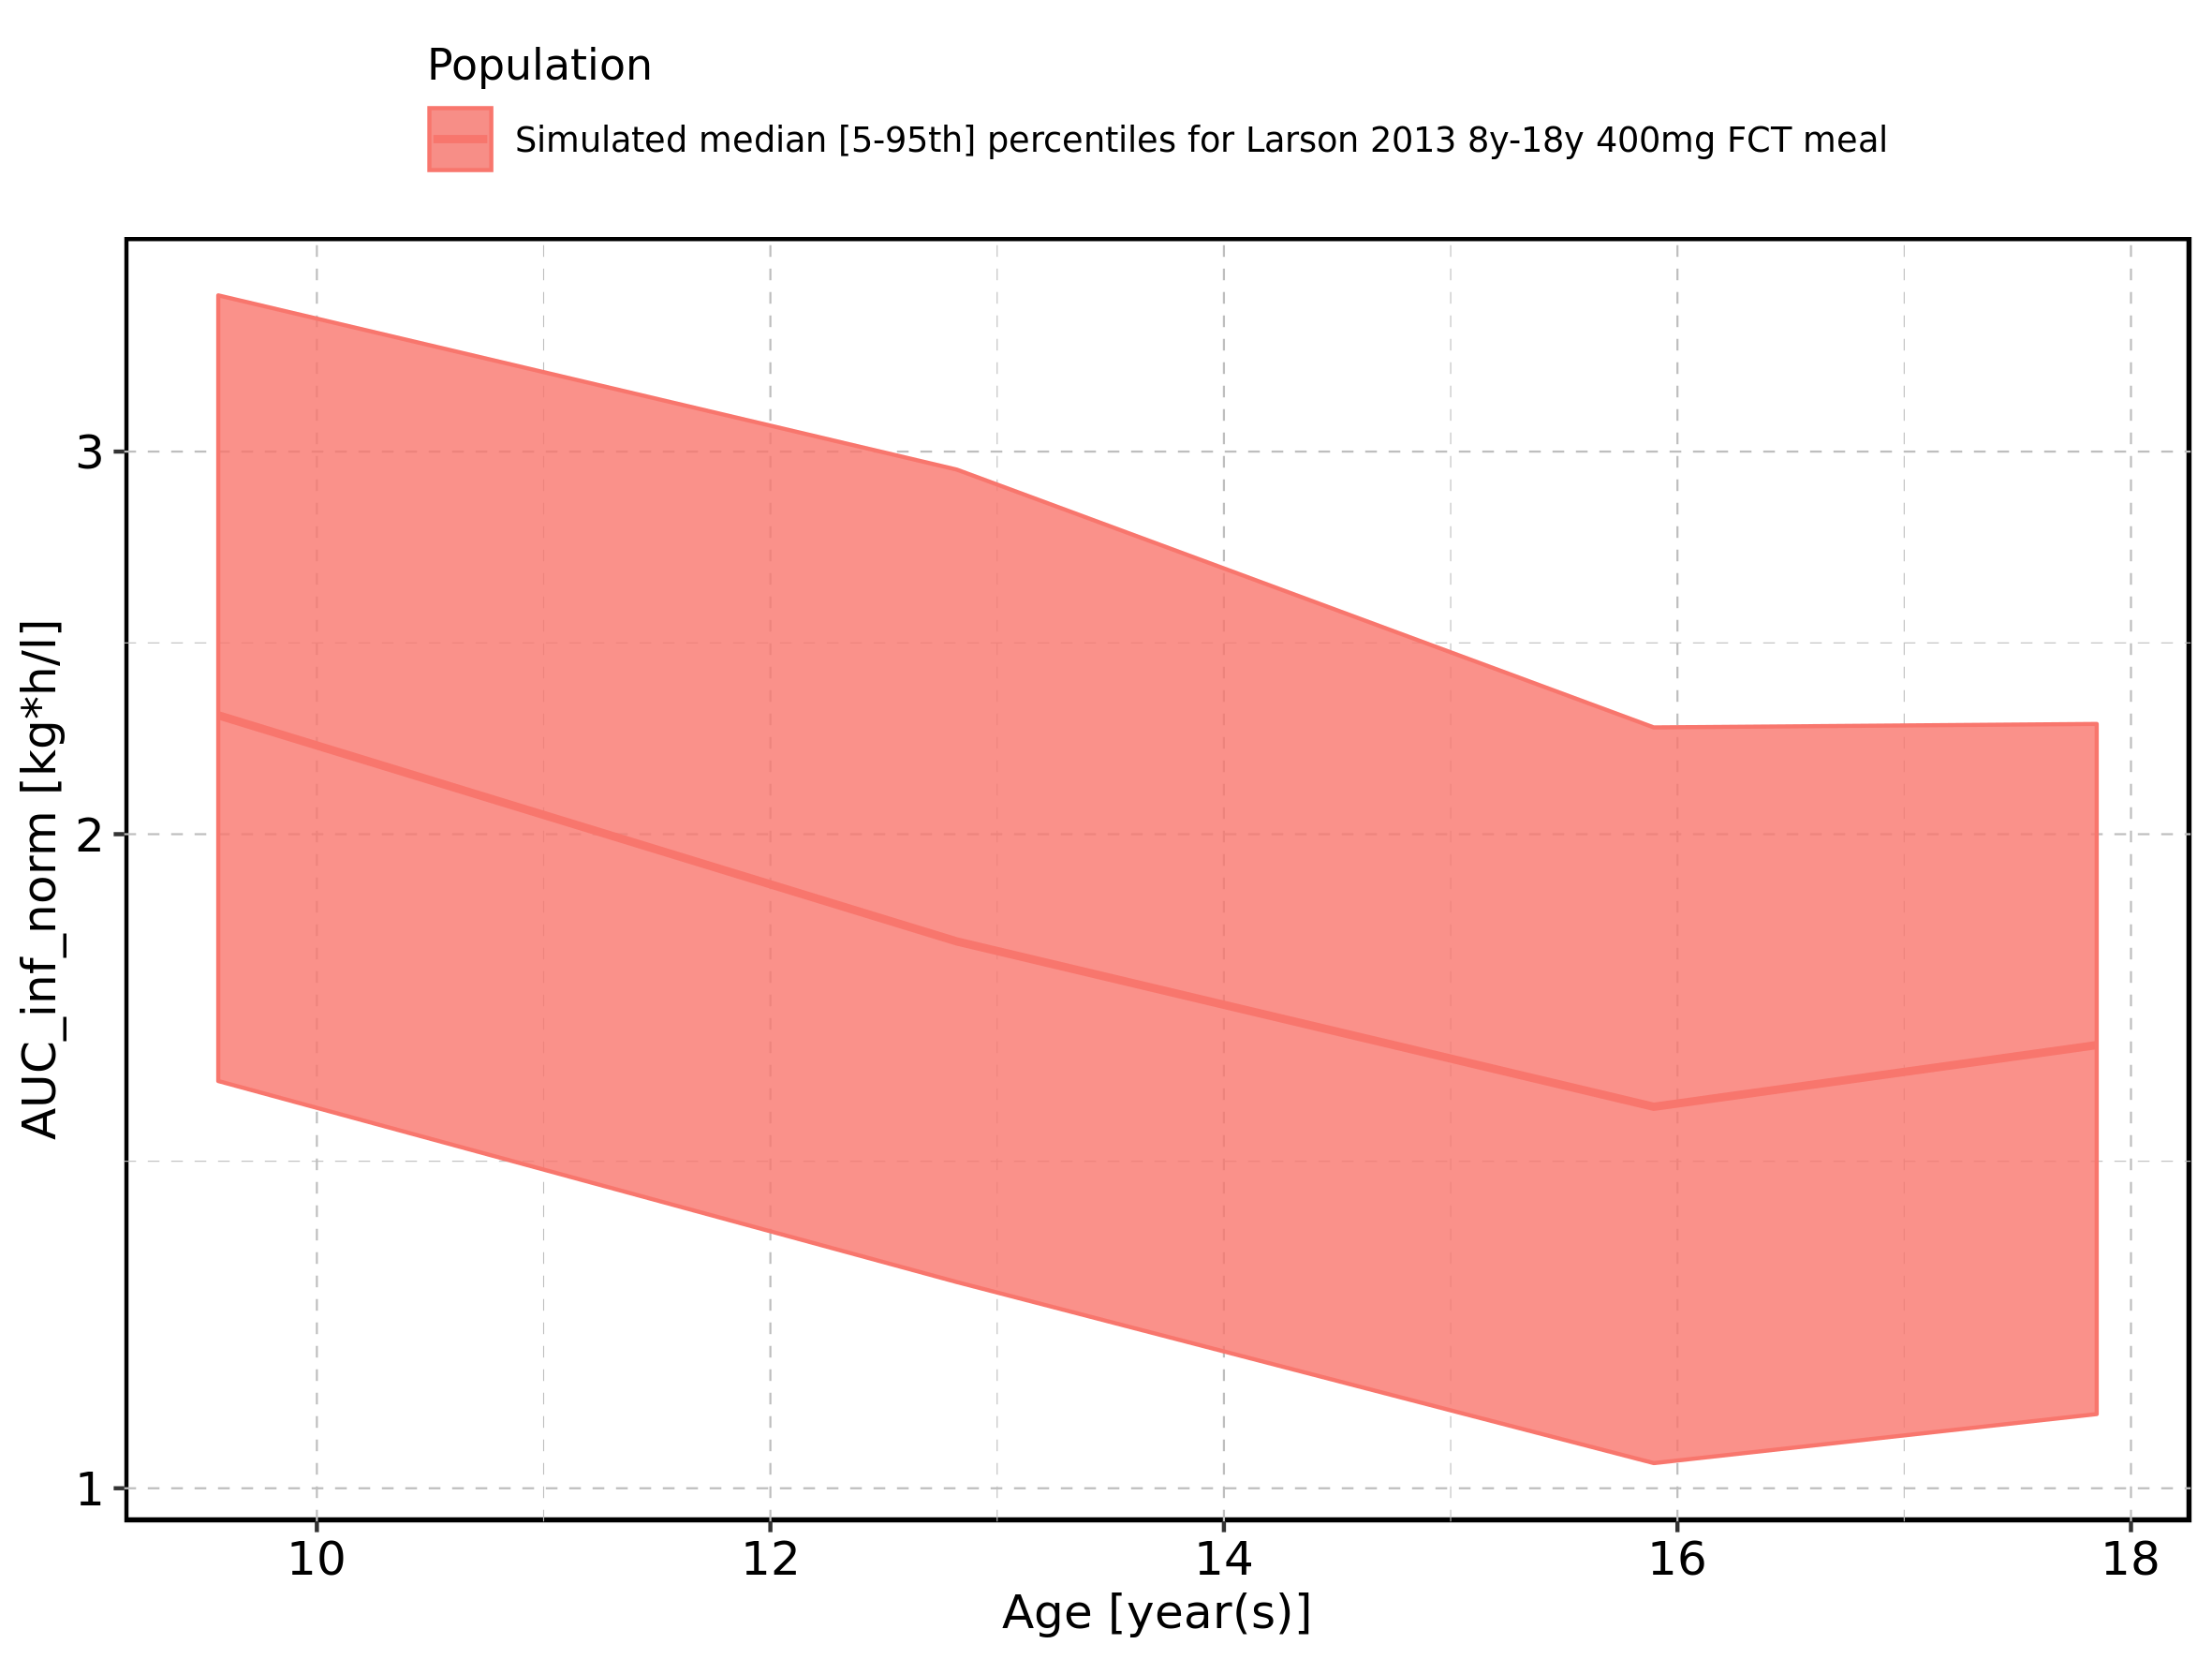 Population
Simulated median [5-95th] percentiles for Larson 2013 8y-18y 400mg FCT meal
AUC_inf_norm [kg*h/l]
3
2
1
10 12 14 16 18
Age [year(s)]